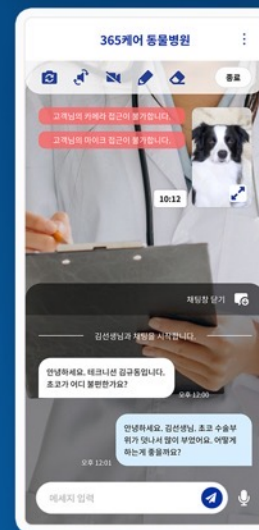 365케어 동물병원
종료
고객님의 카메라 접근이 불가합니다.
고객님의 마이크 접근이 불가합니다.
10:12
채팅창 닫기
김선생님과 채팅을 시작합니다.
안녕하세요. 테크니션 김규동입니다.
초코가 어디 불편한가요?
오후 12:00
안녕하세요. 김선생님. 초코 수술부
위가 덧나서 많이 부었어요. 어떻게
하는게 좋을까요?
오후 12:01
메세지 입력